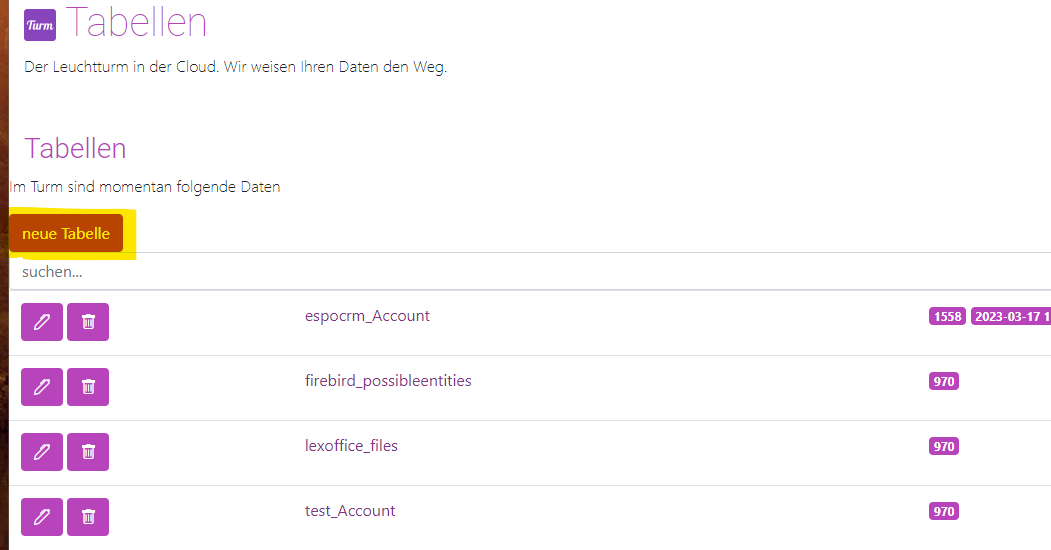 Turm Tabellen
Der Leuchtturm in der Cloud. Wir weisen Ihren Daten den Weg.
Tabellen
Im Turm sind momentan folgende Daten
neue Tabelle
suchen...
espocrm_Account 1558 2023-03-17 1
firebird_possibleentities 970
lexoffice_files 970
test_Account 970